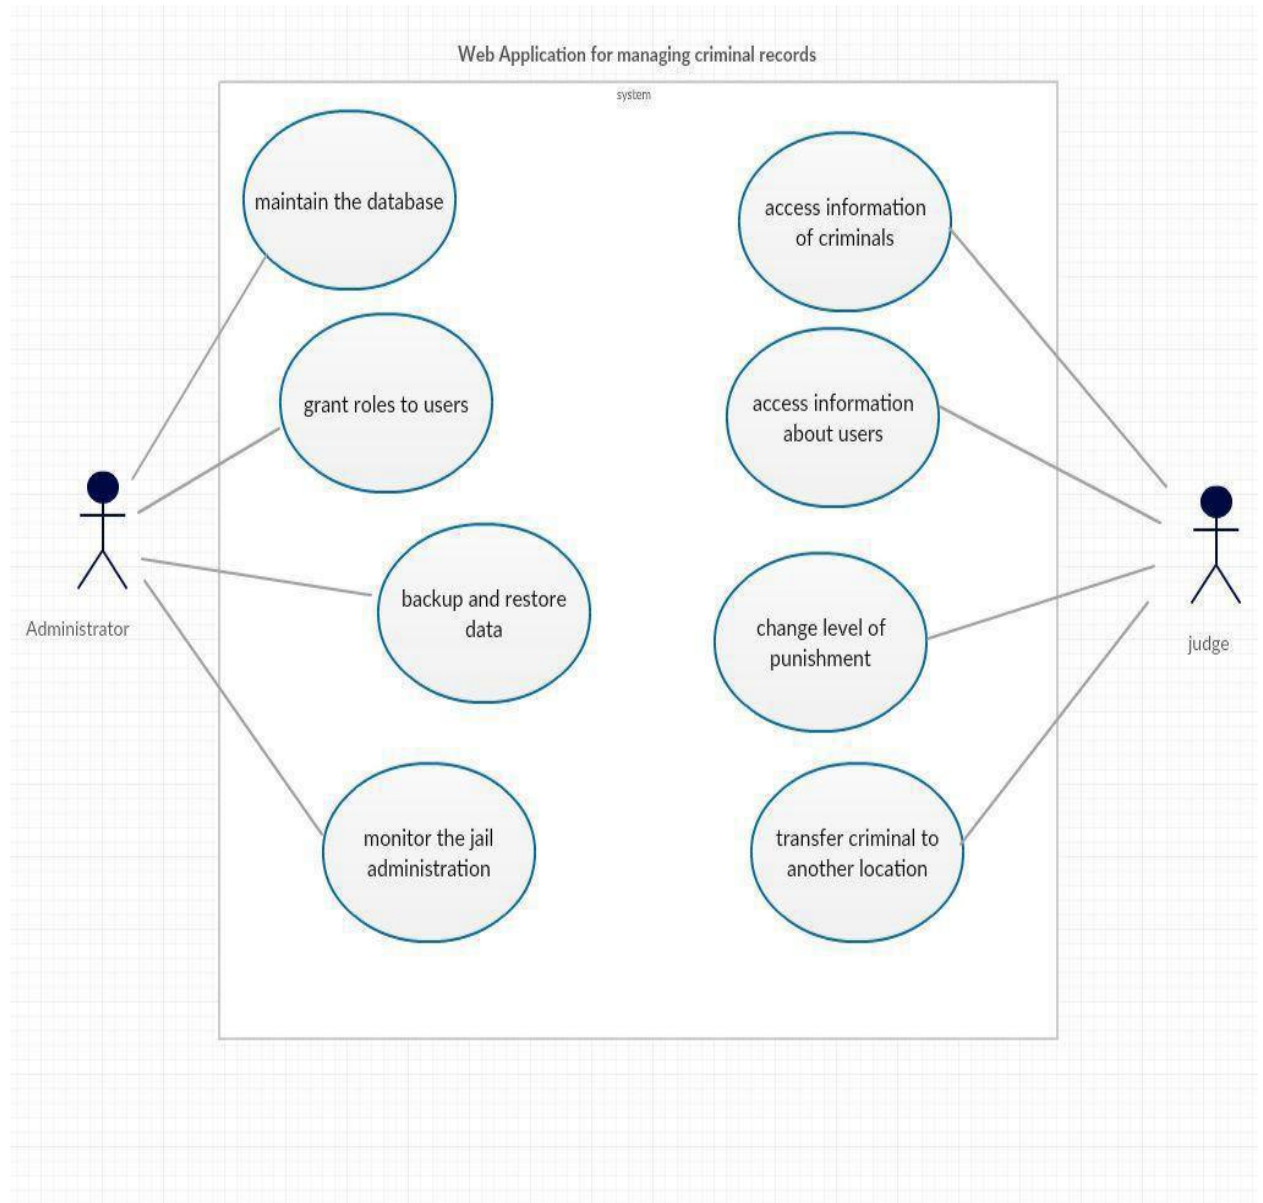 Web Application for managing criminal records
system
maintain the database
grant roles to users
backup and restore
data
monitor the jail
administration
Administrator
access information
of criminals
access information
about users
change level of
punishment
transfer criminal to
another location
judge